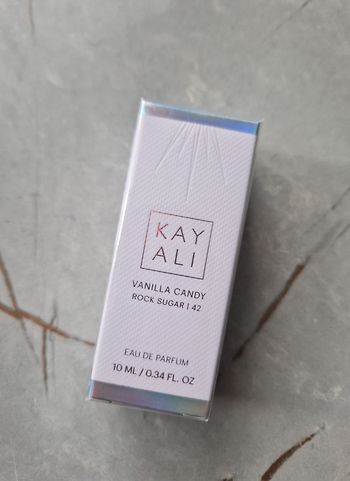 KAY
ALI
VANILLA CANDY
ROCK SUGAR | 42
EAU DE PARFUM
10 ML / 0.34 FL. OZ